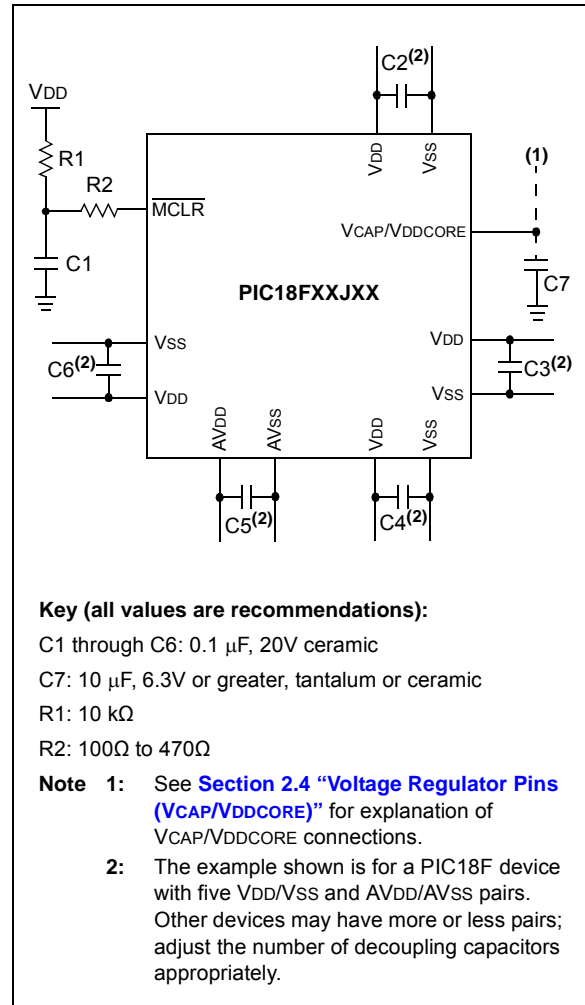 C2(2)
VDD
R1
R2
VDD
VSS
(1)
MCLR
VCAP/VDDCORE
C1
C7
PIC18FXXJXX
VSS
VDD
C6(2)
C3(2)
VDD
VSS
AVDD
AVSS
VDD
VSS
C5(2)
C4(2)
Key (all values are recommendations):
C1 through C6: 0.1 μF, 20V ceramic
C7: 10 μF, 6.3V or greater, tantalum or ceramic
R1: 10 kΩ
R2: 100Ω to 470Ω
Note 1: See Section 2.4 “Voltage Regulator Pins
(VCAP/VDDCORE)” for explanation of
VCAP/VDDCORE connections.
2: The example shown is for a PIC18F device
with five VDD/VSS and AVDD/AVSS pairs.
Other devices may have more or less pairs;
adjust the number of decoupling capacitors
appropriately.